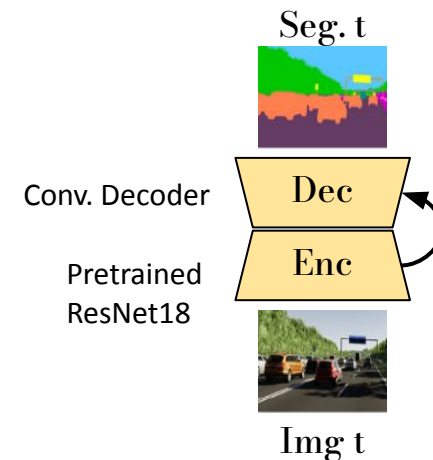 Seg. t
Conv. Decoder
Dec
Enc
Pretrained
ResNet18
Img t